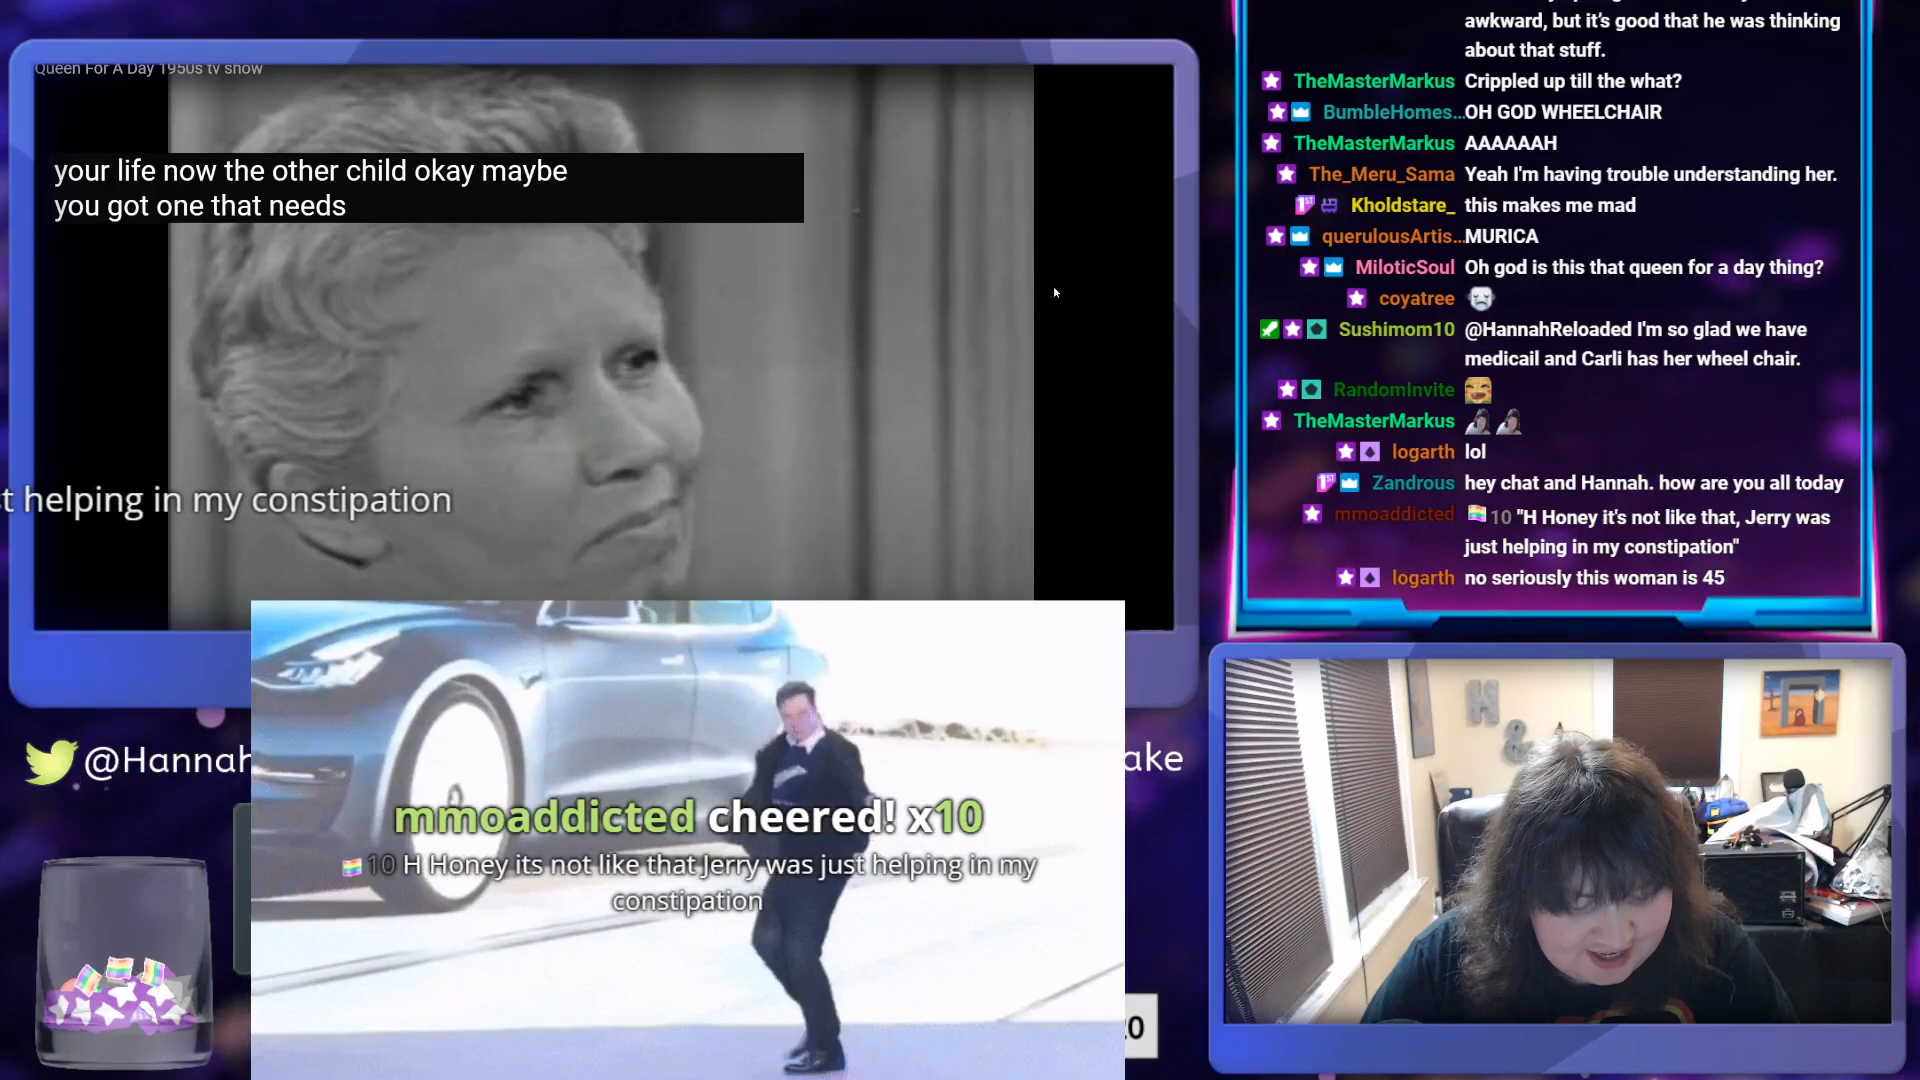 Queen For A Day 1950s tv show
your life now the other child okay maybe
you got one that needs
t helping in my constipation
@Hannah
ake
mmoaddicted cheered! x10
10 H Honey its not like that Jerry was just helping in my
constipation
20
awkward, but it's good that he was thinking
about that stuff.
TheMasterMarkus Crippled up till the what?
BumbleHomes... OH GOD WHEELCHAIR
TheMasterMarkus AAAAAAH
The_Meru_Sama Yeah I'm having trouble understanding her.
1ST Kholdstare_ this makes me mad
querulousArtis... MURICA
MiloticSoul Oh god is this that queen for a day thing?
coyatree
Sushimom10 @HannahReloaded I'm so glad we have
medicail and Carli has her wheel chair.
RandomInvite
TheMasterMarkus
logarth lol
1ST Zandrous hey chat and Hannah. how are you all today
mmoaddicted 10 "H Honey it's not like that, Jerry was
just helping in my constipation"
logarth no seriously this woman is 45
H
&